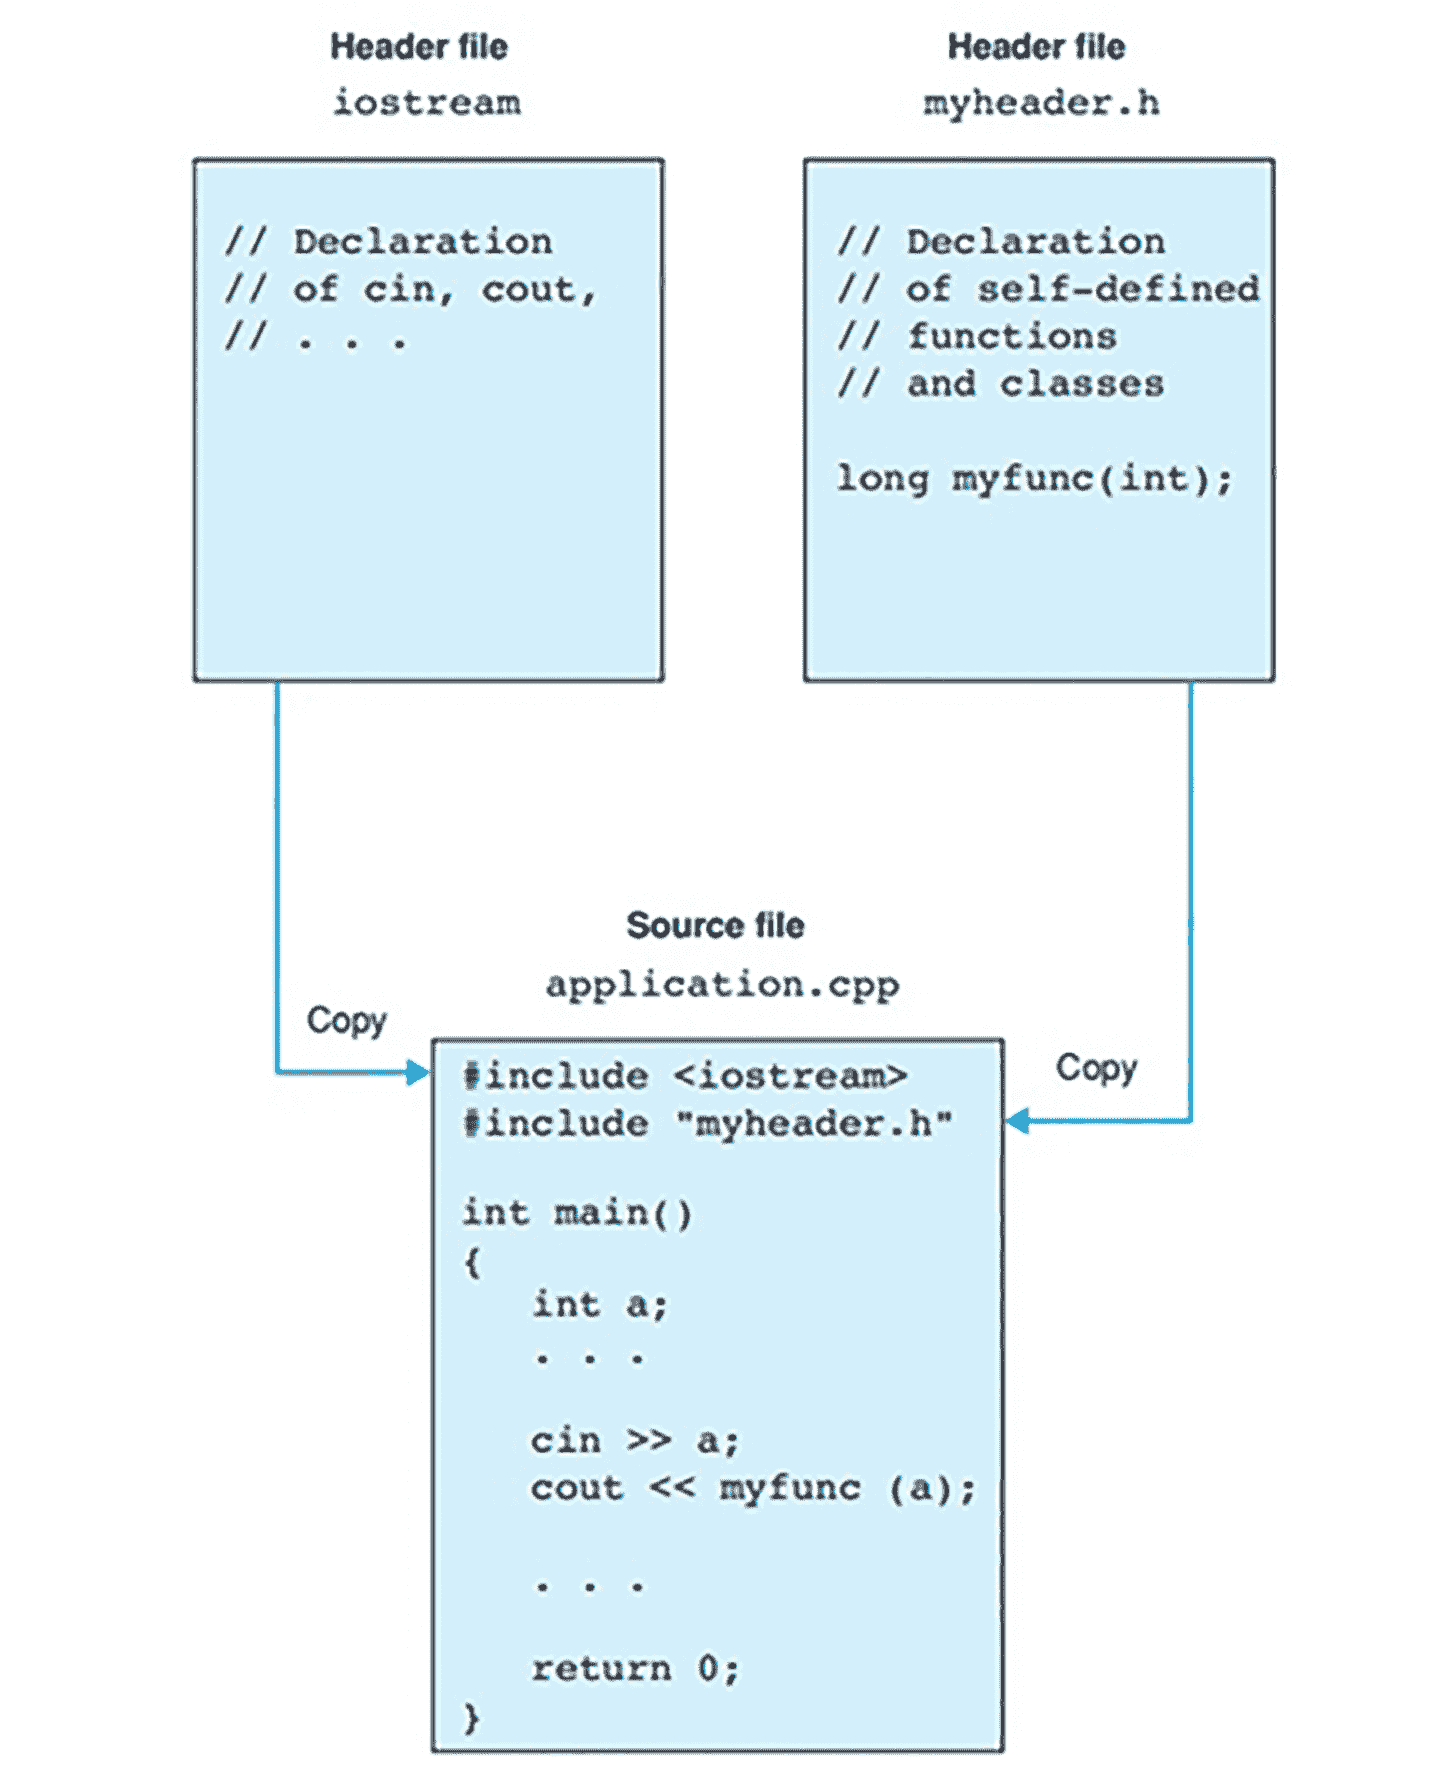 Header file
iostream
// Declaration
// of cin, cout,
// . . .
Header file
myheader.h
// Declaration
// of self-defined
// functions
// and classes
long myfunc(int);
Copy
Source file
application.cpp
#include <iostream>
#include "myheader.h"
int main()
{
int a;
. . .
cin >> a;
cout << myfunc (a);
. . .
return 0;
}
Copy